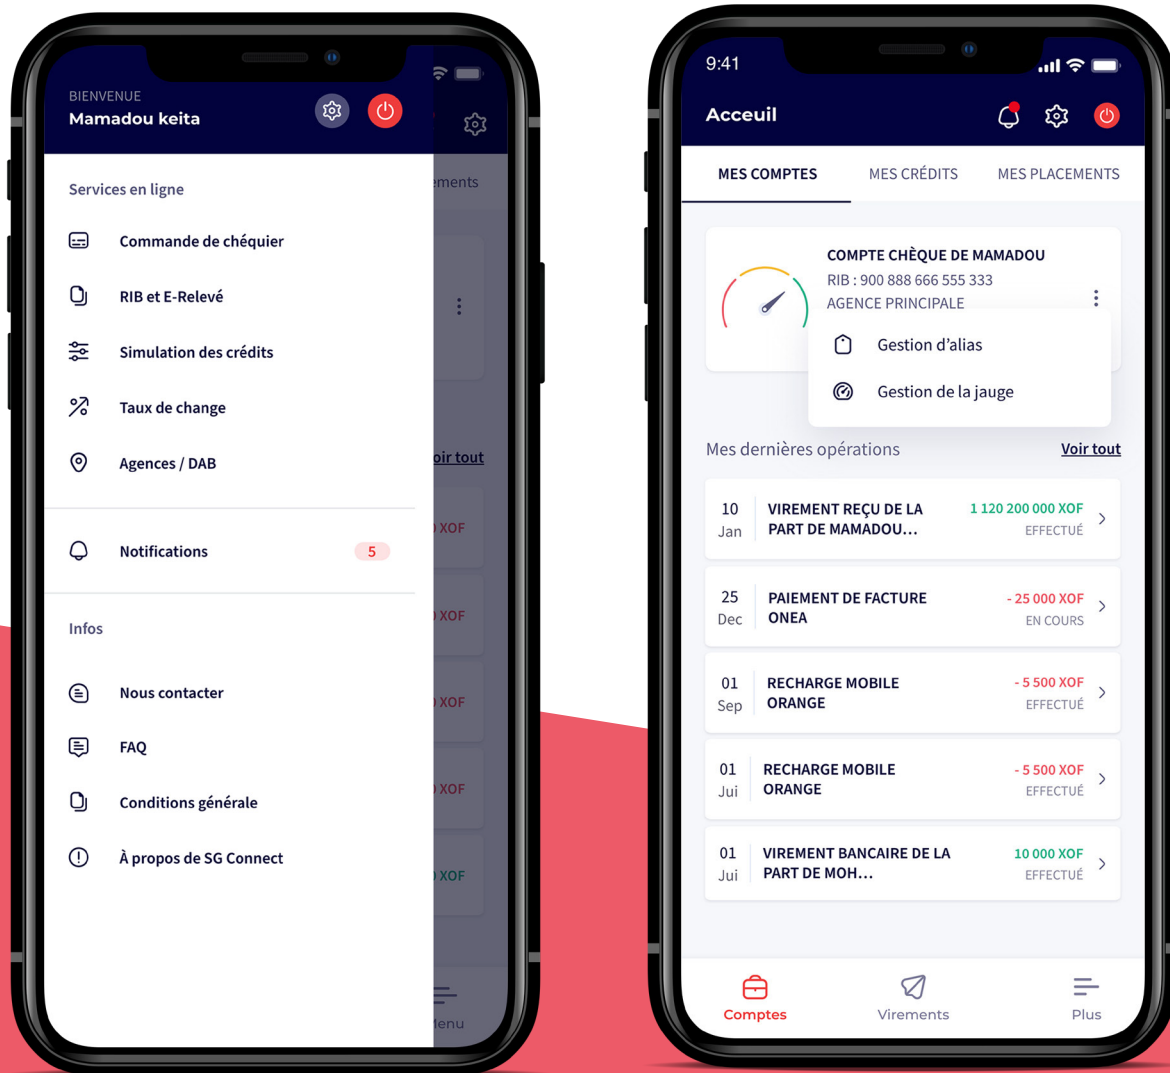 BIENVENUE
Mamadou keita
Services en ligne
Commande de chéquier
RIB et E-Relevé
Simulation des crédits
Taux de change
Agences / DAB
Notifications
5
Infos
Nous contacter
FAQ
Conditions générale
À propos de SG Connect
ements
oir tout
XOF
XOF
XOF
XOF
XOF
enu
9:41
Acceuil
MES COMPTES MES CRÉDITS MES PLACEMENTS
COMPTE CHÈQUE DE MAMADOU
RIB : 900 888 666 555 333
AGENCE PRINCIPALE
Gestion d’alias
Gestion de la jauge
Mes dernières opérations Voir tout
10 Jan
VIREMENT REÇU DE LA
PART DE MAMADOU...
1 120 200 000 XOF
EFFECTUÉ
25 Dec
PAIEMENT DE FACTURE
ONEA
- 25 000 XOF
EN COURS
01 Sep
RECHARGE MOBILE
ORANGE
- 5 500 XOF
EFFECTUÉ
01 Jui
RECHARGE MOBILE
ORANGE
- 5 500 XOF
EFFECTUÉ
01 Jui
VIREMENT BANCAIRE DE LA
PART DE MOH...
10 000 XOF
EFFECTUÉ
Comptes Virements Plus